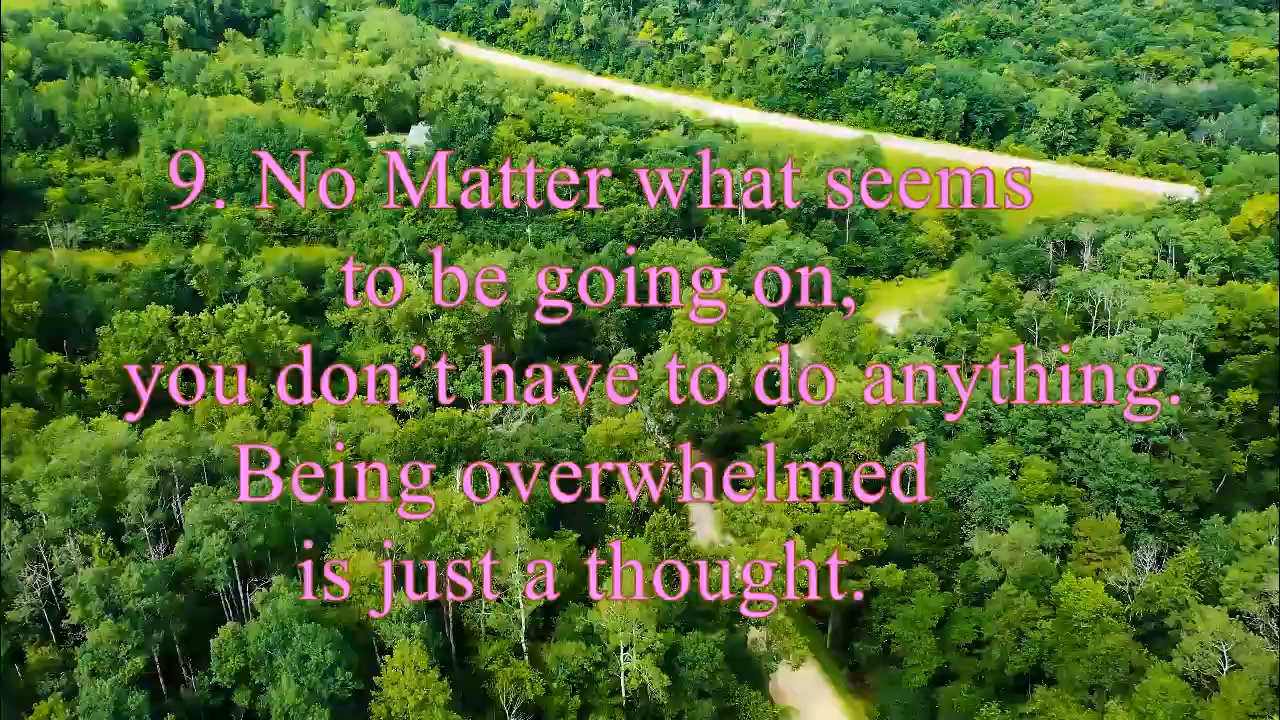 9. No Matter what seems
to be going on,
you don’t have to do anything.
Being overwhelmed
is just a thought.